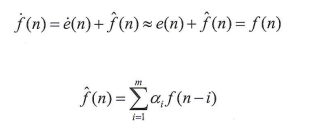 ḟ(n) = ė(n) + f̂(n) ≈ e(n) + f̂(n) = f(n)
f̂(n) = ∑_{i=1}^{m} α_i f(n−i)